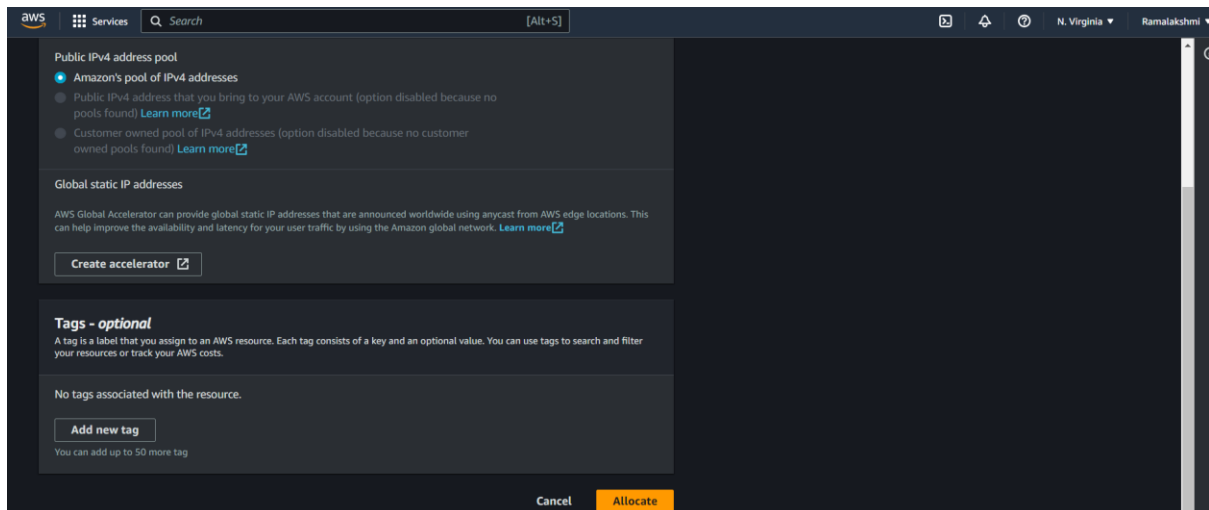 aws Services Search [Alt+S] N. Virginia Ramalakshmi
Public IPv4 address pool
Amazon's pool of IPv4 addresses
Public IPv4 address that you bring to your AWS account (option disabled because no
pools found) Learn more
Customer owned pool of IPv4 addresses (option disabled because no customer
owned pools found) Learn more
Global static IP addresses
AWS Global Accelerator can provide global static IP addresses that are announced worldwide using anycast from AWS edge locations. This
can help improve the availability and latency for your user traffic by using the Amazon global network. Learn more
Create accelerator
Tags - optional
A tag is a label that you assign to an AWS resource. Each tag consists of a key and an optional value. You can use tags to search and filter
your resources or track your AWS costs.
No tags associated with the resource.
Add new tag
You can add up to 50 more tag
Cancel Allocate